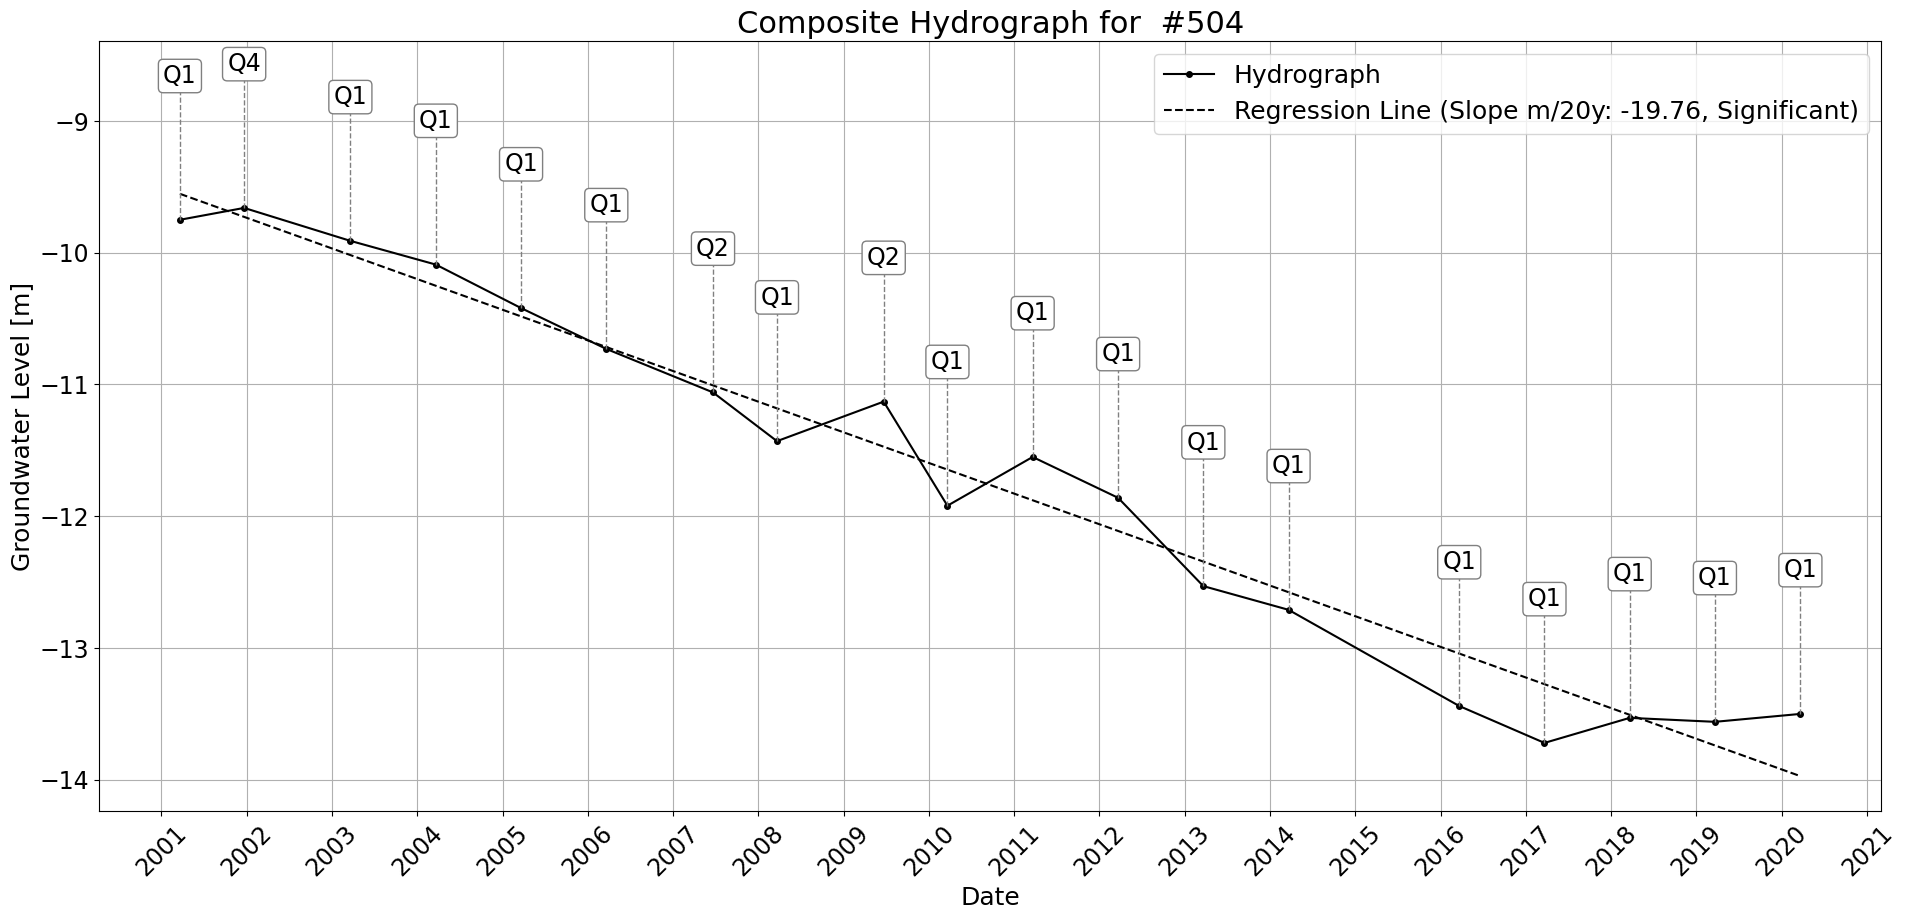 Composite Hydrograph for  #504
Hydrograph
Regression Line (Slope m/20y: -19.76, Significant)
Q1
Q4
Q1
Q1
Q1
Q1
Q2
Q1
Q2
Q1
Q1
Q1
Q1
Q1
Q1
Q1
Q1
Q1
Q1
Groundwater Level [m]
−9
−10
−11
−12
−13
−14
2001
2002
2003
2004
2005
2006
2007
2008
2009
2010
2011
2012
2013
2014
2015
2016
2017
2018
2019
2020
2021
Date